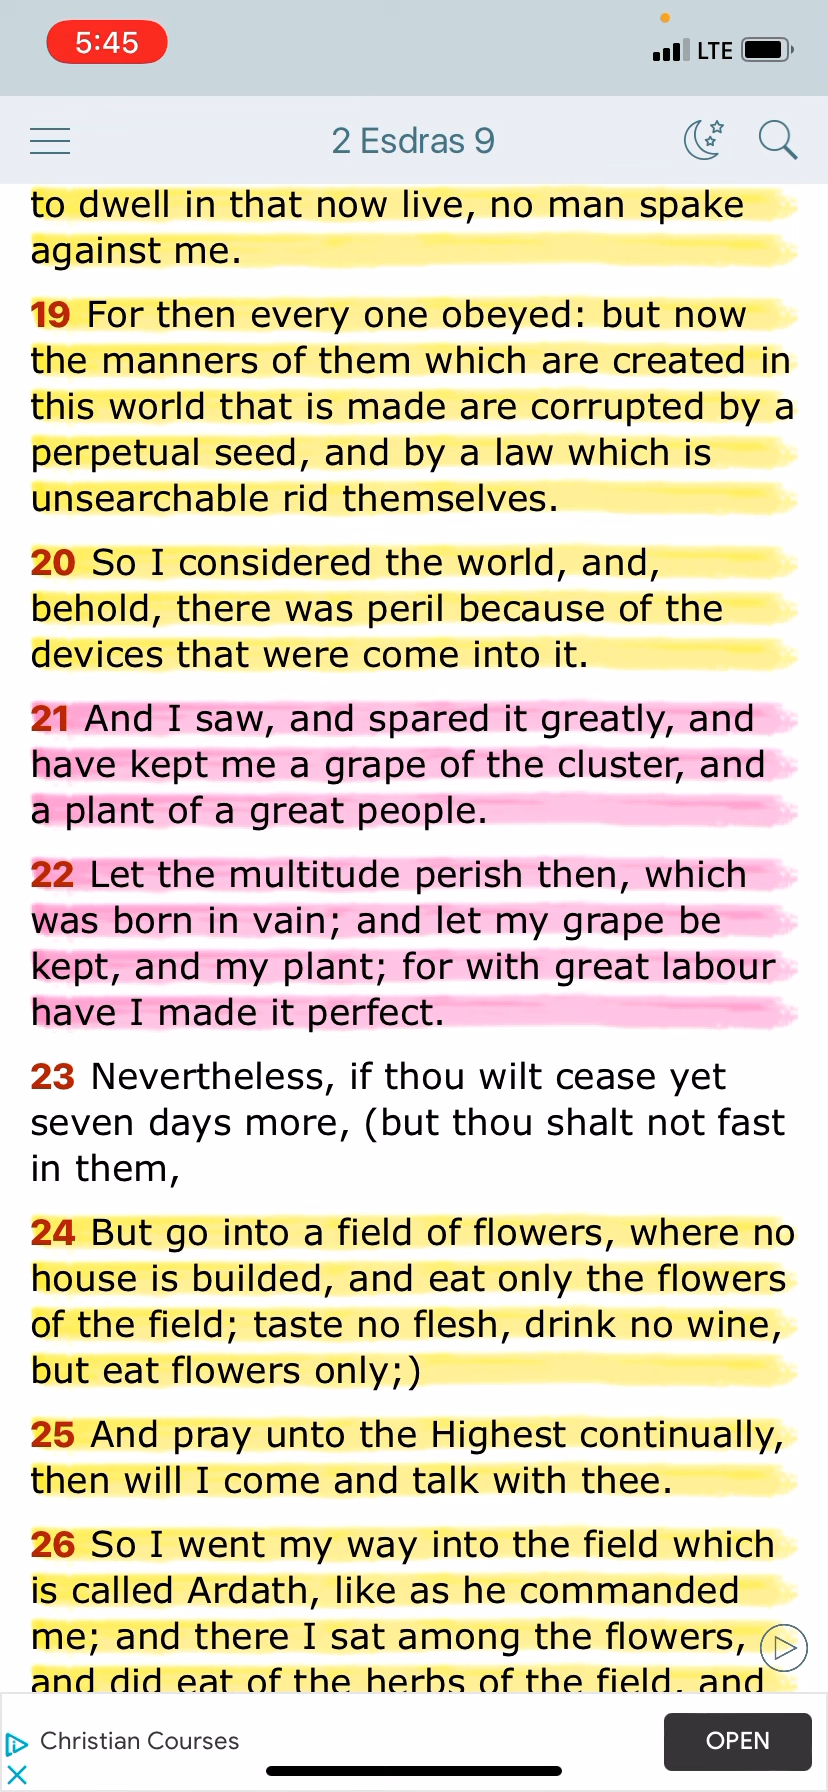 5:45
LTE
2 Esdras 9
to dwell in that now live, no man spake
against me.
19 For then every one obeyed: but now
the manners of them which are created in
this world that is made are corrupted by a
perpetual seed, and by a law which is
unsearchable rid themselves.
20 So I considered the world, and,
behold, there was peril because of the
devices that were come into it.
21 And I saw, and spared it greatly, and
have kept me a grape of the cluster, and
a plant of a great people.
22 Let the multitude perish then, which
was born in vain; and let my grape be
kept, and my plant; for with great labour
have I made it perfect.
23 Nevertheless, if thou wilt cease yet
seven days more, (but thou shalt not fast
in them,
24 But go into a field of flowers, where no
house is builded, and eat only the flowers
of the field; taste no flesh, drink no wine,
but eat flowers only;)
25 And pray unto the Highest continually,
then will I come and talk with thee.
26 So I went my way into the field which
is called Ardath, like as he commanded
me; and there I sat among the flowers,
and did eat of the herbs of the field, and
Christian Courses
OPEN